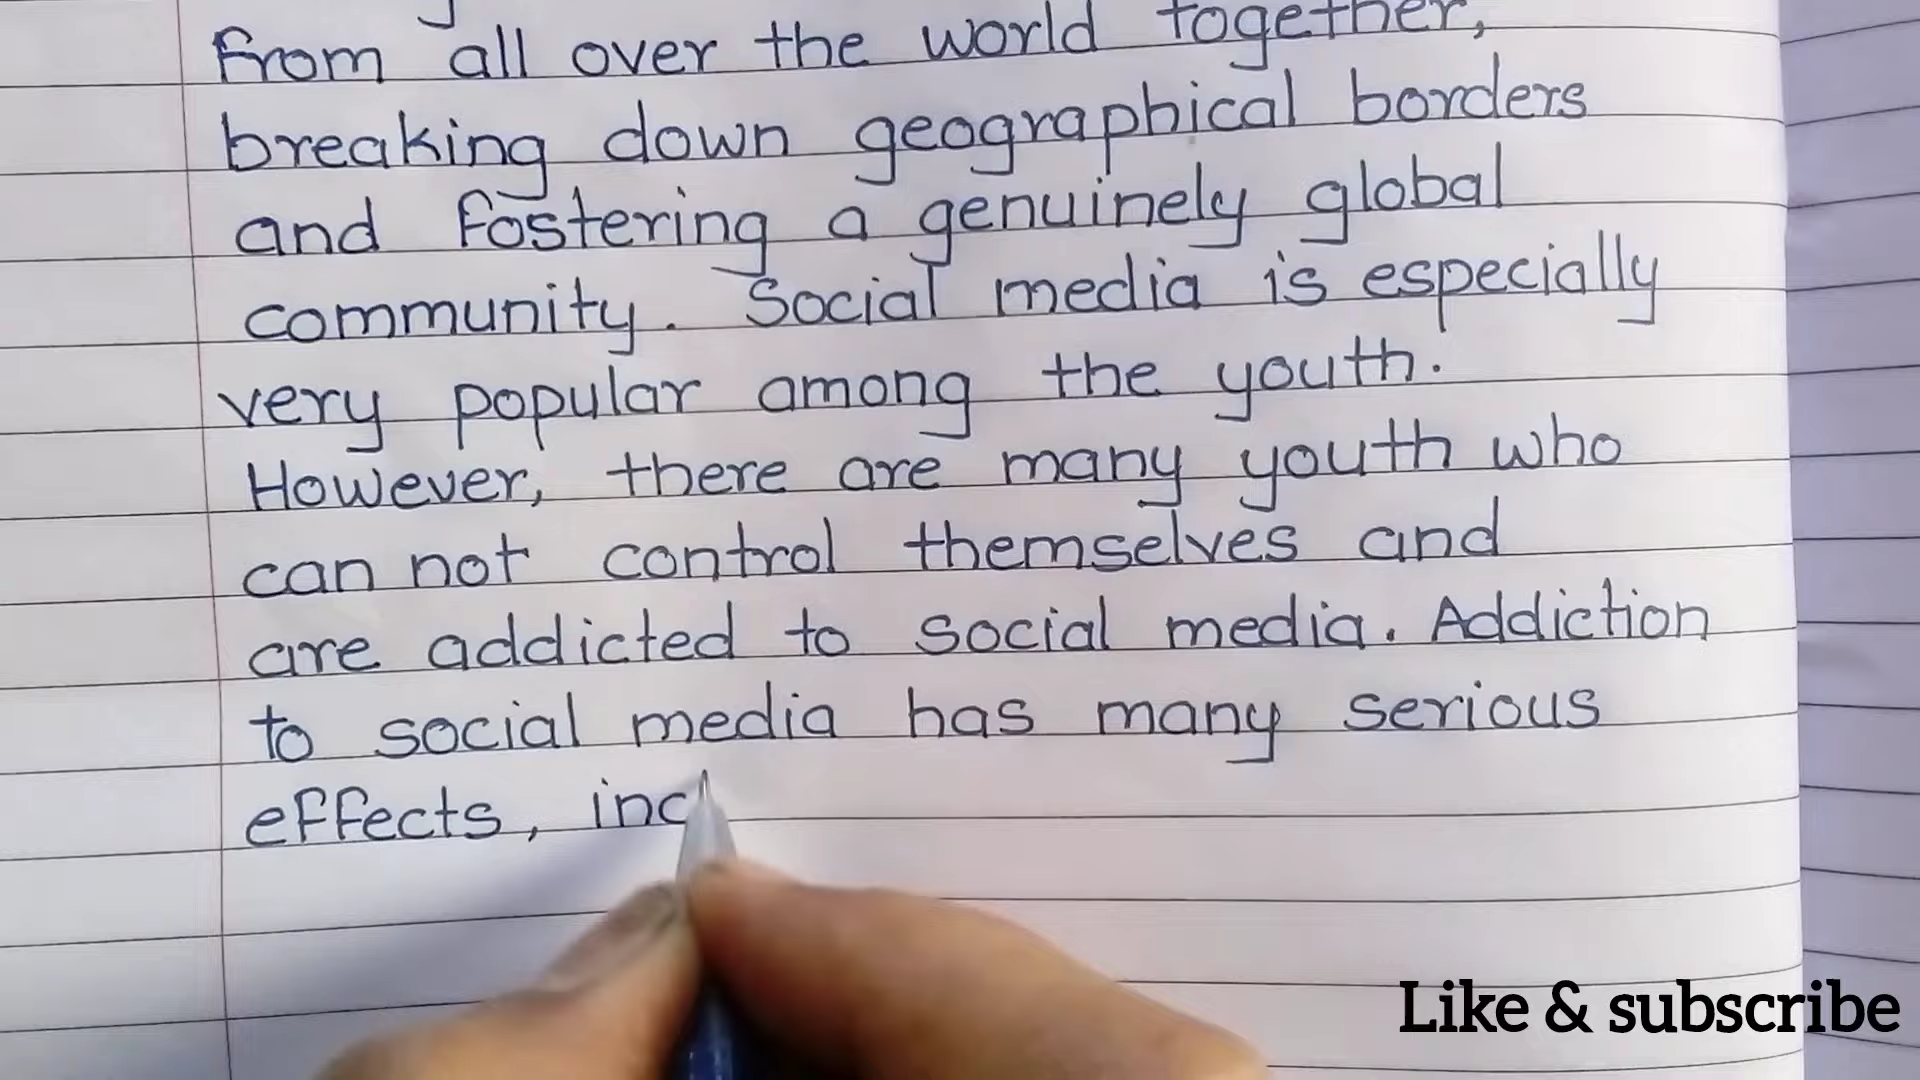 from all over the world together,
breaking down geographical borders
and fostering a genuinely global
community. Social media is especially
very popular among the youth.
However, there are many youth who
can not control themselves and
are addicted to social media. Addiction
to social media has many serious
effects, inc
Like & subscribe